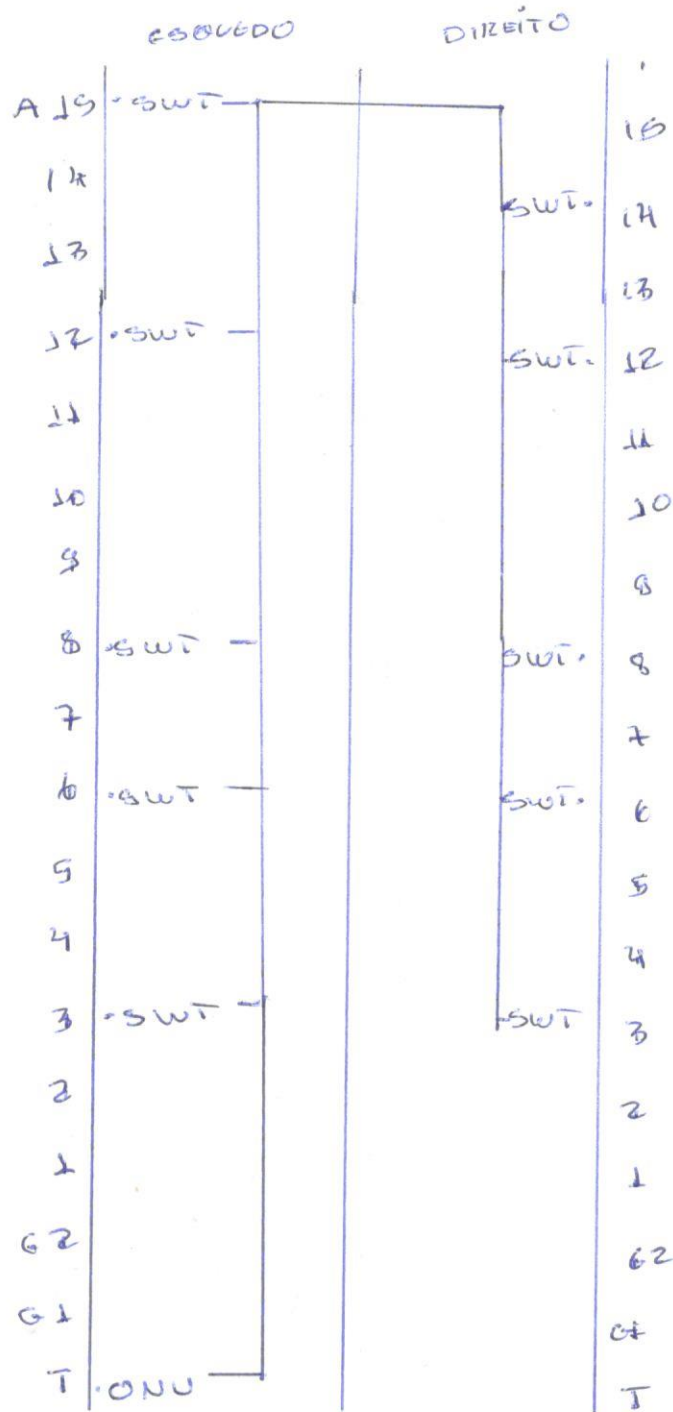 ESQUEDO DIREITO
A 15 .SWT 15
14 SWT. 14
13 13
12 .SWT SWT. 12
11 11
10 10
9 9
8 .SWT SWT. 8
7 7
6 .SWT SWT. 6
5 5
4 4
3 .SWT SWT 3
2 2
1 1
G2 G2
G1 G1
T .ONU T